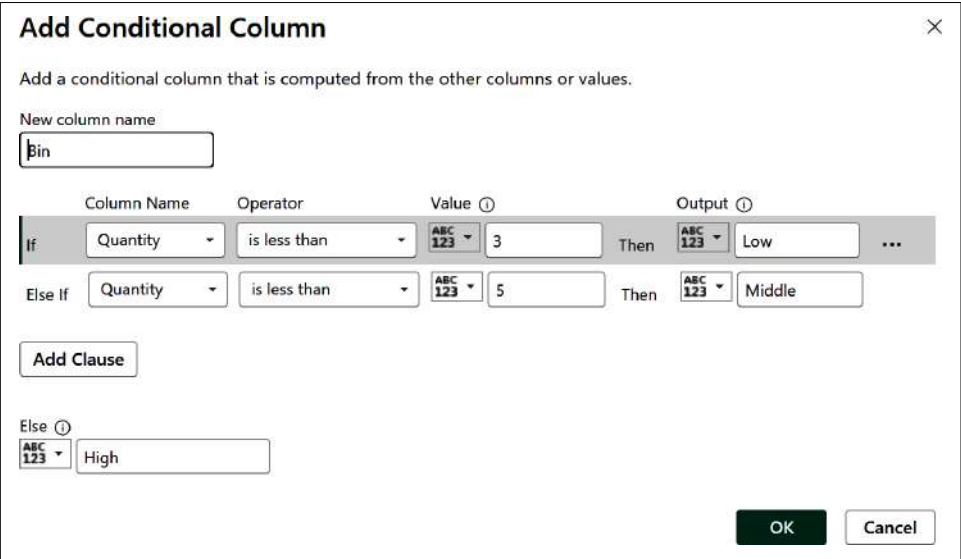 Add Conditional Column
Add a conditional column that is computed from the other columns or values.
New column name
Bin
Column Name Operator Value Output
If Quantity is less than ABC 123 3 Then ABC 123 Low ...
Else If Quantity is less than ABC 123 5 Then ABC 123 Middle
Add Clause
Else
ABC 123 High
OK Cancel